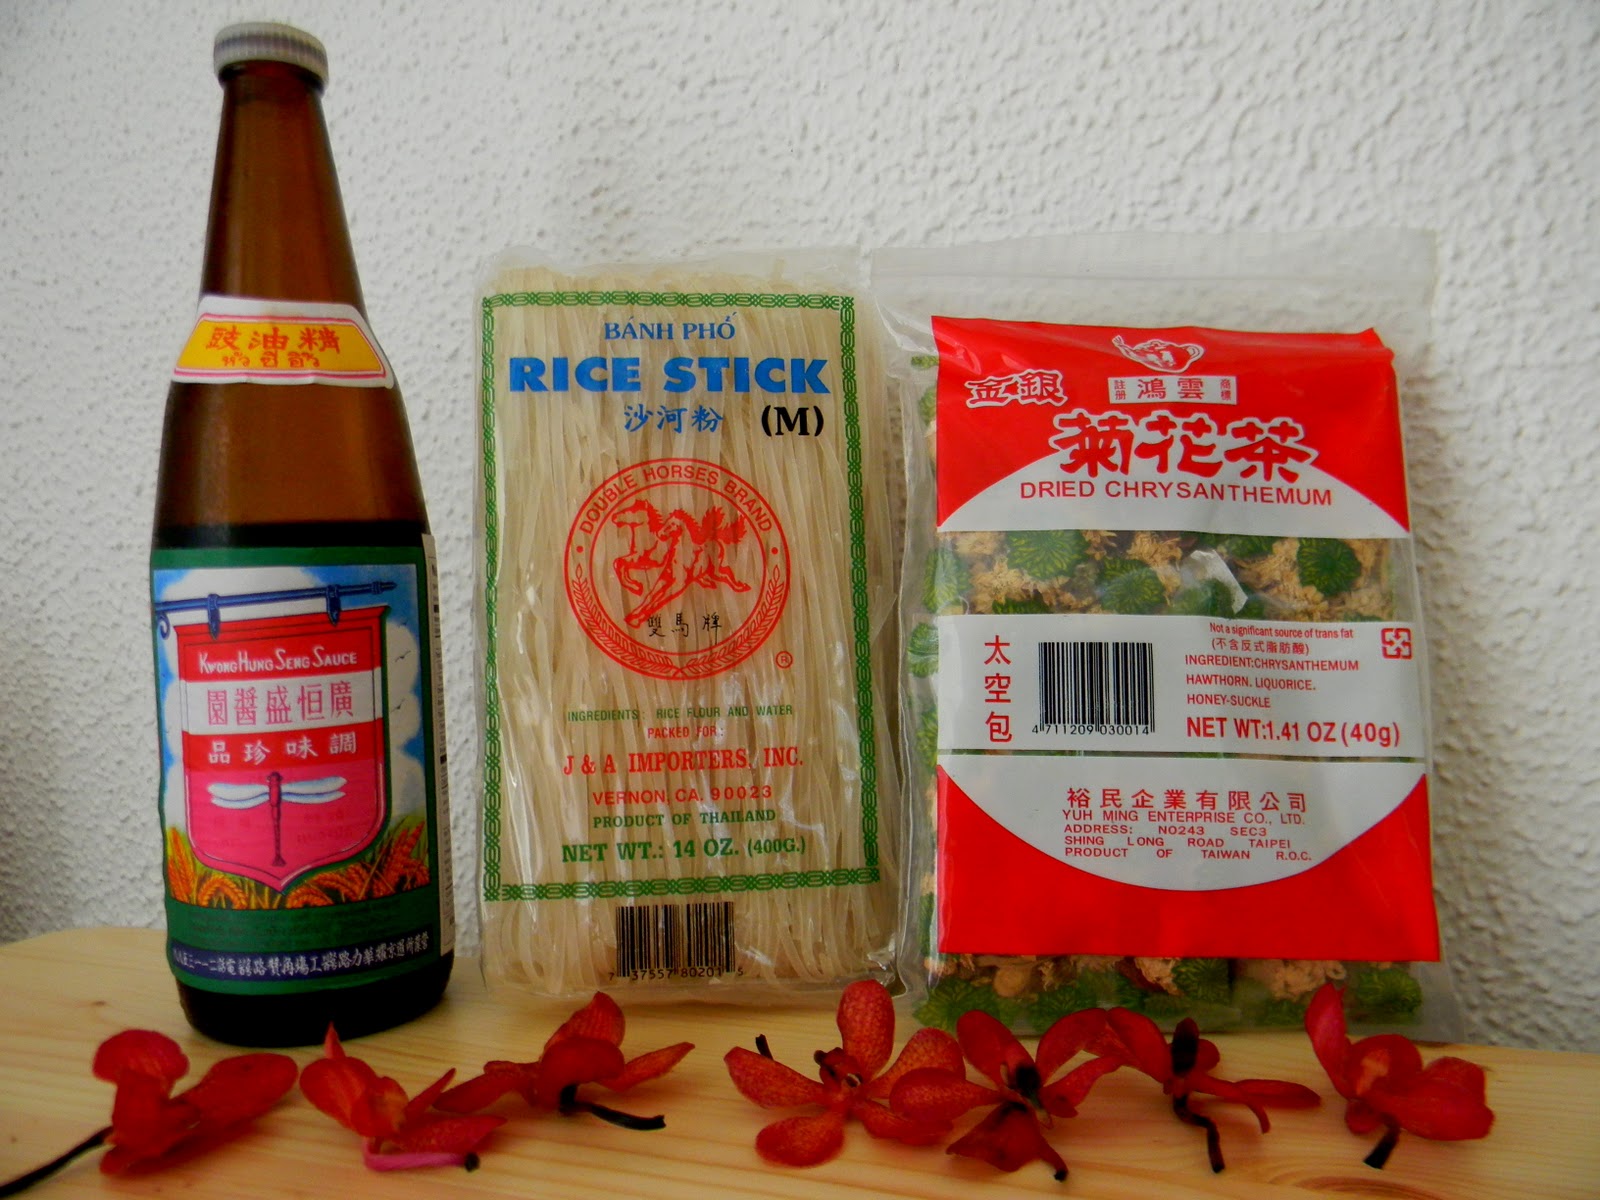 豉油精
KWONG HUNG SENG SAUCE
園醬盛恒廣
品珍味調
BÁNH PHỞ
RICE STICK
沙河粉
(M)
DOUBLE HORSES BRAND
雙馬牌
®
INGREDIENTS: RICE FLOUR AND WATER
PACKED FOR:
J & A IMPORTERS, INC.
VERNON, CA. 90023
PRODUCT OF THAILAND
NET WT.: 14 OZ. (400G.)
7 37557 80201 5
金銀
註册 鴻雲 商標
菊花茶
DRIED CHRYSANTHEMUM
太空包
4 711209 030014
Not a significant source of trans fat
(不含反式脂肪酸)
INGREDIENT:CHRYSANTHEMUM
HAWTHORN. LIQUORICE.
HONEY-SUCKLE
NET WT:1.41 OZ (40g)
裕民企業有限公司
YUH MING ENTERPRISE CO., LTD.
ADDRESS: NO243 SEC3
SHING LONG ROAD TAIPEI
PRODUCT OF TAIWAN R.O.C.